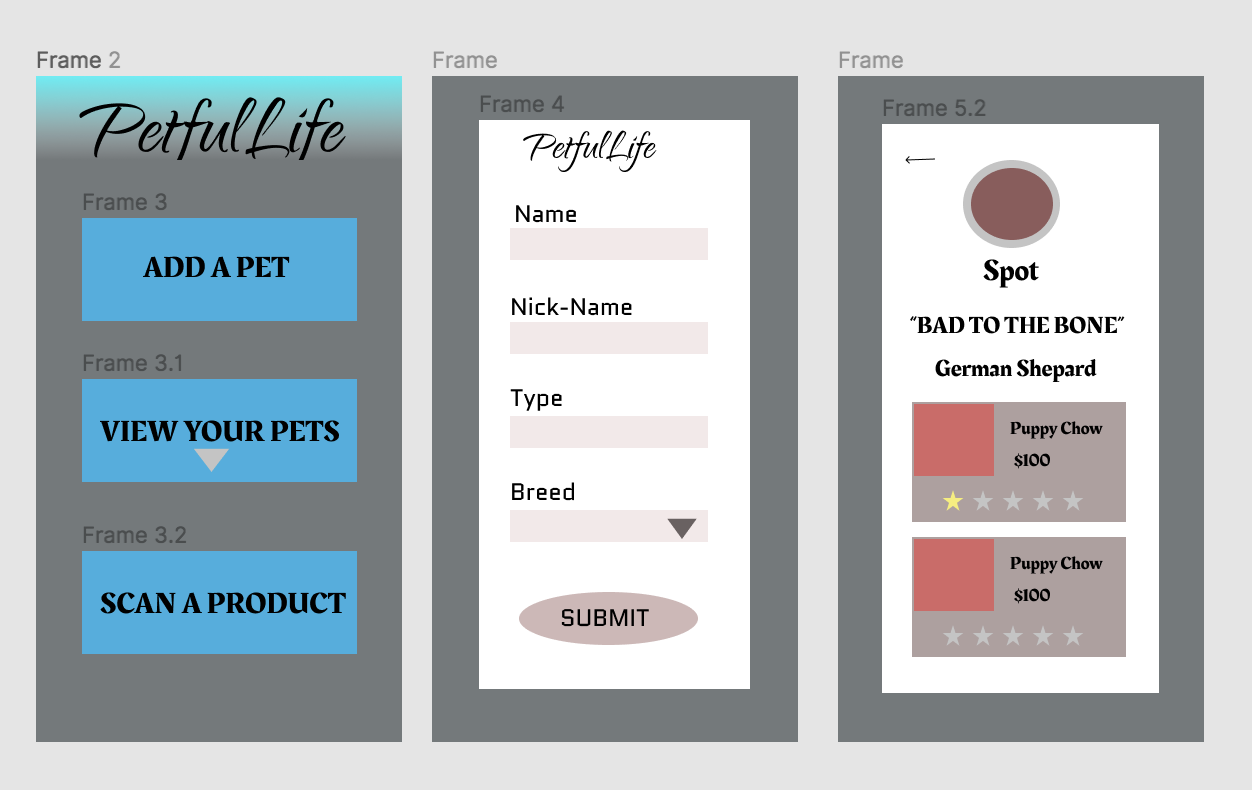 Frame 2
PetfulLife
Frame 3
ADD A PET
Frame 3.1
VIEW YOUR PETS
Frame 3.2
SCAN A PRODUCT
Frame
Frame 4
PetfulLife
Name
Nick-Name
Type
Breed
SUBMIT
Frame
Frame 5.2
Spot
“BAD TO THE BONE”
German Shepard
Puppy Chow
$100
Puppy Chow
$100